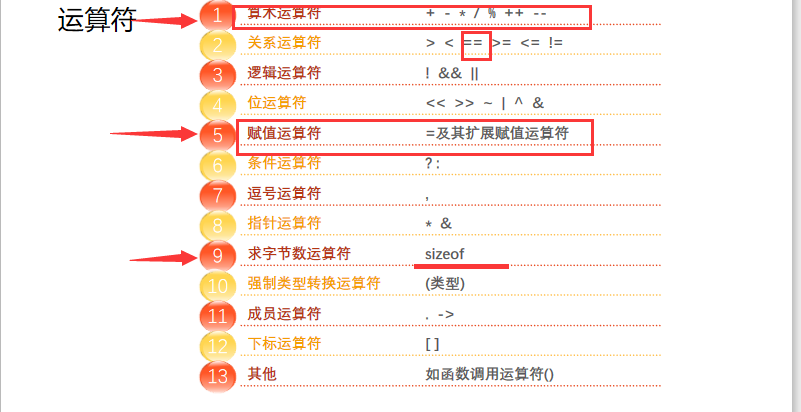 运算符
1 算术运算符 + - * / % ++ --
2 关系运算符 > < == >= <= !=
3 逻辑运算符 ! && ||
4 位运算符 << >> ~ | ^ &
5 赋值运算符 =及其扩展赋值运算符
6 条件运算符 ?:
7 逗号运算符 ,
8 指针运算符 * &
9 求字节数运算符 sizeof
10 强制类型转换运算符 (类型)
11 成员运算符 . ->
12 下标运算符 []
13 其他 如函数调用运算符()